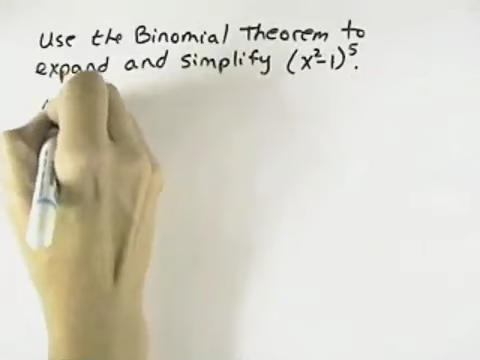 Use the Binomial Theorem to
expand and simplify (x²-1)⁵.